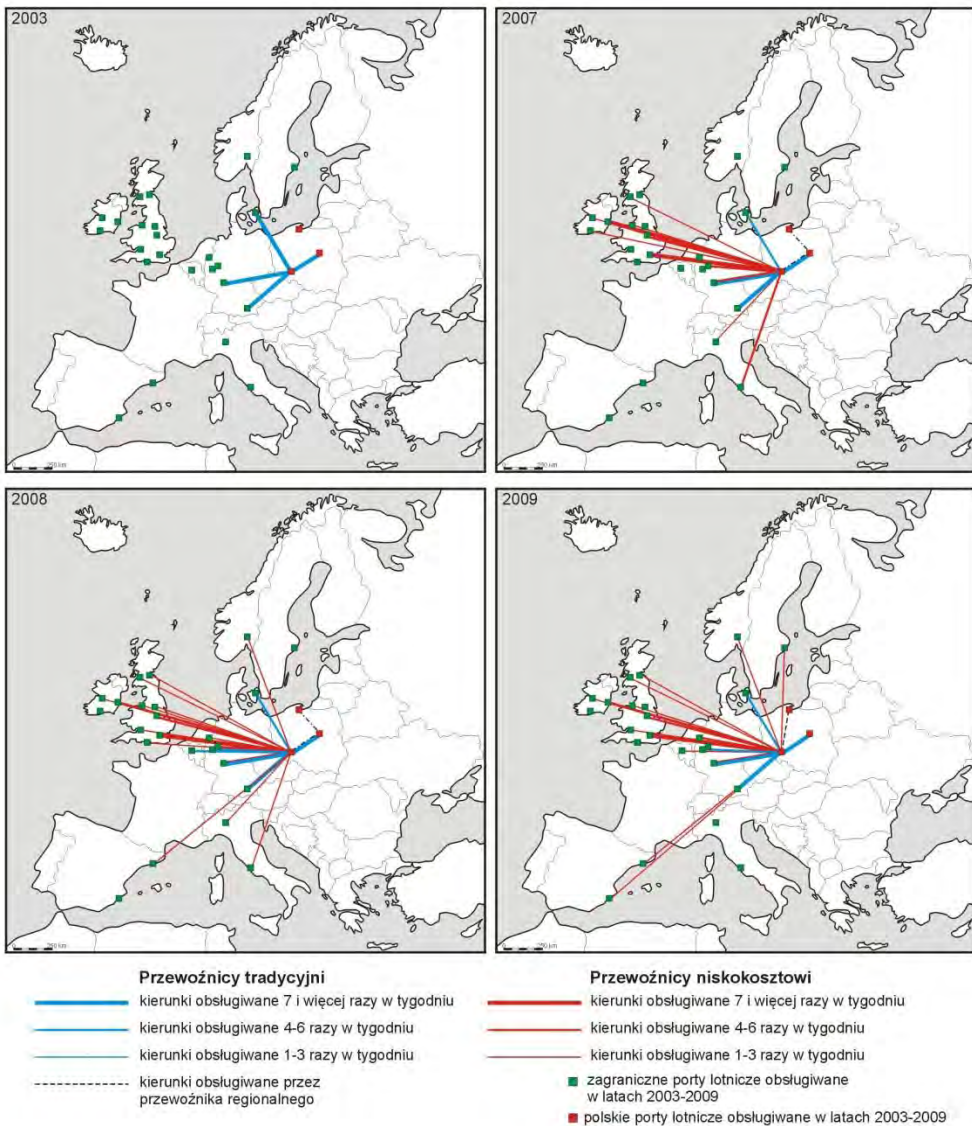 2003
2007
2008
2009
Przewoźnicy tradycyjni
kierunki obsługiwane 7 i więcej razy w tygodniu
kierunki obsługiwane 4-6 razy w tygodniu
kierunki obsługiwane 1-3 razy w tygodniu
kierunki obsługiwane przez
przewoźnika regionalnego
Przewoźnicy niskokosztowi
kierunki obsługiwane 7 i więcej razy w tygodniu
kierunki obsługiwane 4-6 razy w tygodniu
kierunki obsługiwane 1-3 razy w tygodniu
zagraniczne porty lotnicze obsługiwane
w latach 2003-2009
polskie porty lotnicze obsługiwane w latach 2003-2009